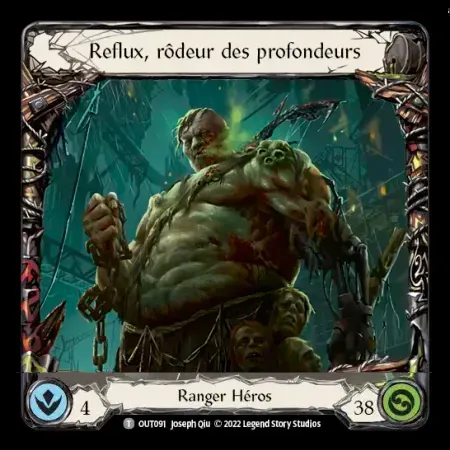 Reflux, rôdeur des profondeurs
Ranger Héros
4
38
T OUT091 Joseph Qiu © 2022 Legend Story Studios